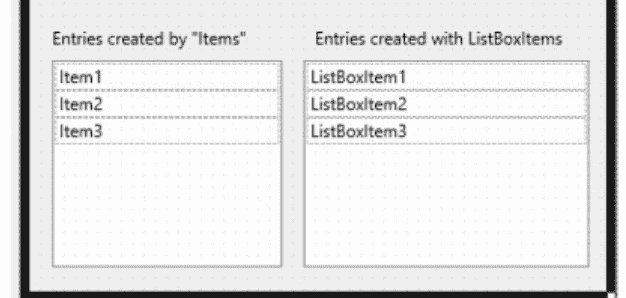 Entries created by "Items"
Entries created with ListBoxItems
Item1
Item2
Item3
ListBoxItem1
ListBoxItem2
ListBoxItem3